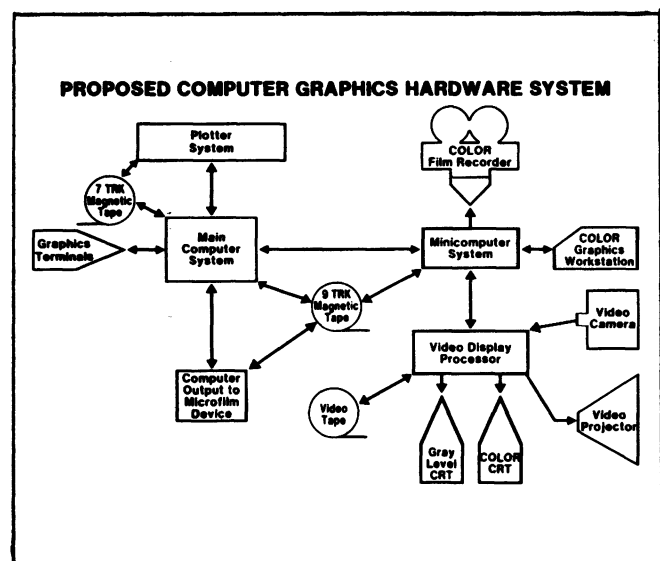 PROPOSED COMPUTER GRAPHICS HARDWARE SYSTEM
Plotter
System
COLOR
Film Recorder
7 TRK
Magnetic
Tape
Graphics
Terminals
Main
Computer
System
Minicomputer
System
COLOR
Graphics
Workstation
9 TRK
Magnetic
Tape
Video
Camera
Video Display
Processor
Computer
Output to
Microfilm
Device
Video
Tape
Gray
Level
CRT
COLOR
CRT
Video
Projector